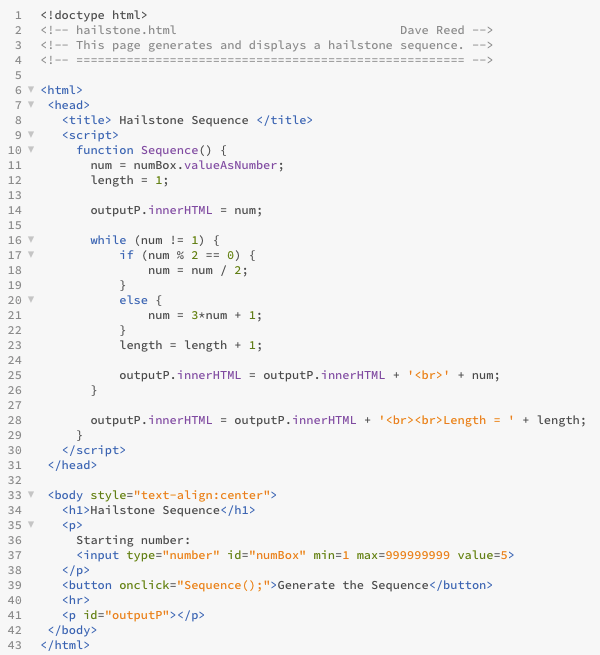 1 <!doctype html>
2 <!-- hailstone.html                               Dave Reed -->
3 <!-- This page generates and displays a hailstone sequence. -->
4 <!-- ====================================================== -->
5
6 <html>
7  <head>
8    <title> Hailstone Sequence </title>
9    <script>
10      function Sequence() {
11        num = numBox.valueAsNumber;
12        length = 1;
13
14        outputP.innerHTML = num;
15
16        while (num != 1) {
17            if (num % 2 == 0) {
18                num = num / 2;
19            }
20            else {
21                num = 3*num + 1;
22            }
23            length = length + 1;
24
25            outputP.innerHTML = outputP.innerHTML + '<br>' + num;
26        }
27
28        outputP.innerHTML = outputP.innerHTML + '<br><br>Length = ' + length;
29      }
30    </script>
31  </head>
32
33  <body style="text-align:center">
34    <h1>Hailstone Sequence</h1>
35    <p>
36      Starting number:
37      <input type="number" id="numBox" min=1 max=999999999 value=5>
38    </p>
39    <button onclick="Sequence();">Generate the Sequence</button>
40    <hr>
41    <p id="outputP"></p>
42  </body>
43 </html>